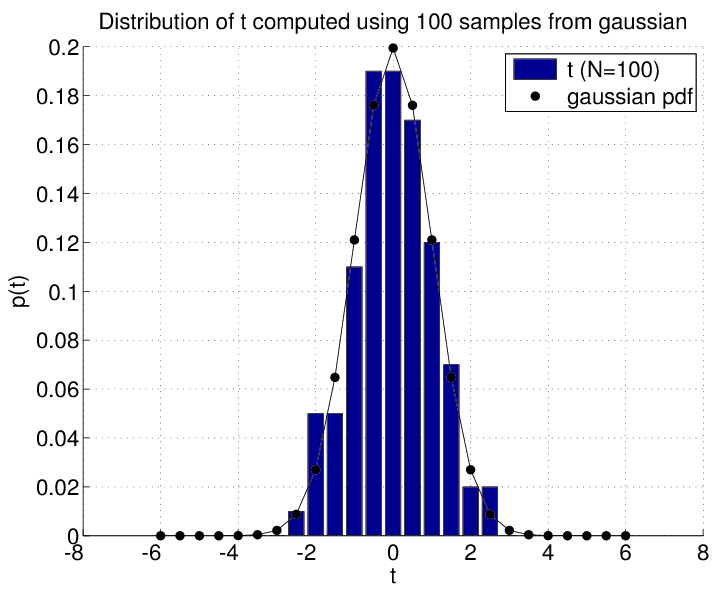 Distribution of t computed using 100 samples from gaussian
t (N=100)
gaussian pdf
p(t)
0.2
0.18
0.16
0.14
0.12
0.1
0.08
0.06
0.04
0.02
0
-8 -6 -4 -2 0 2 4 6 8
t